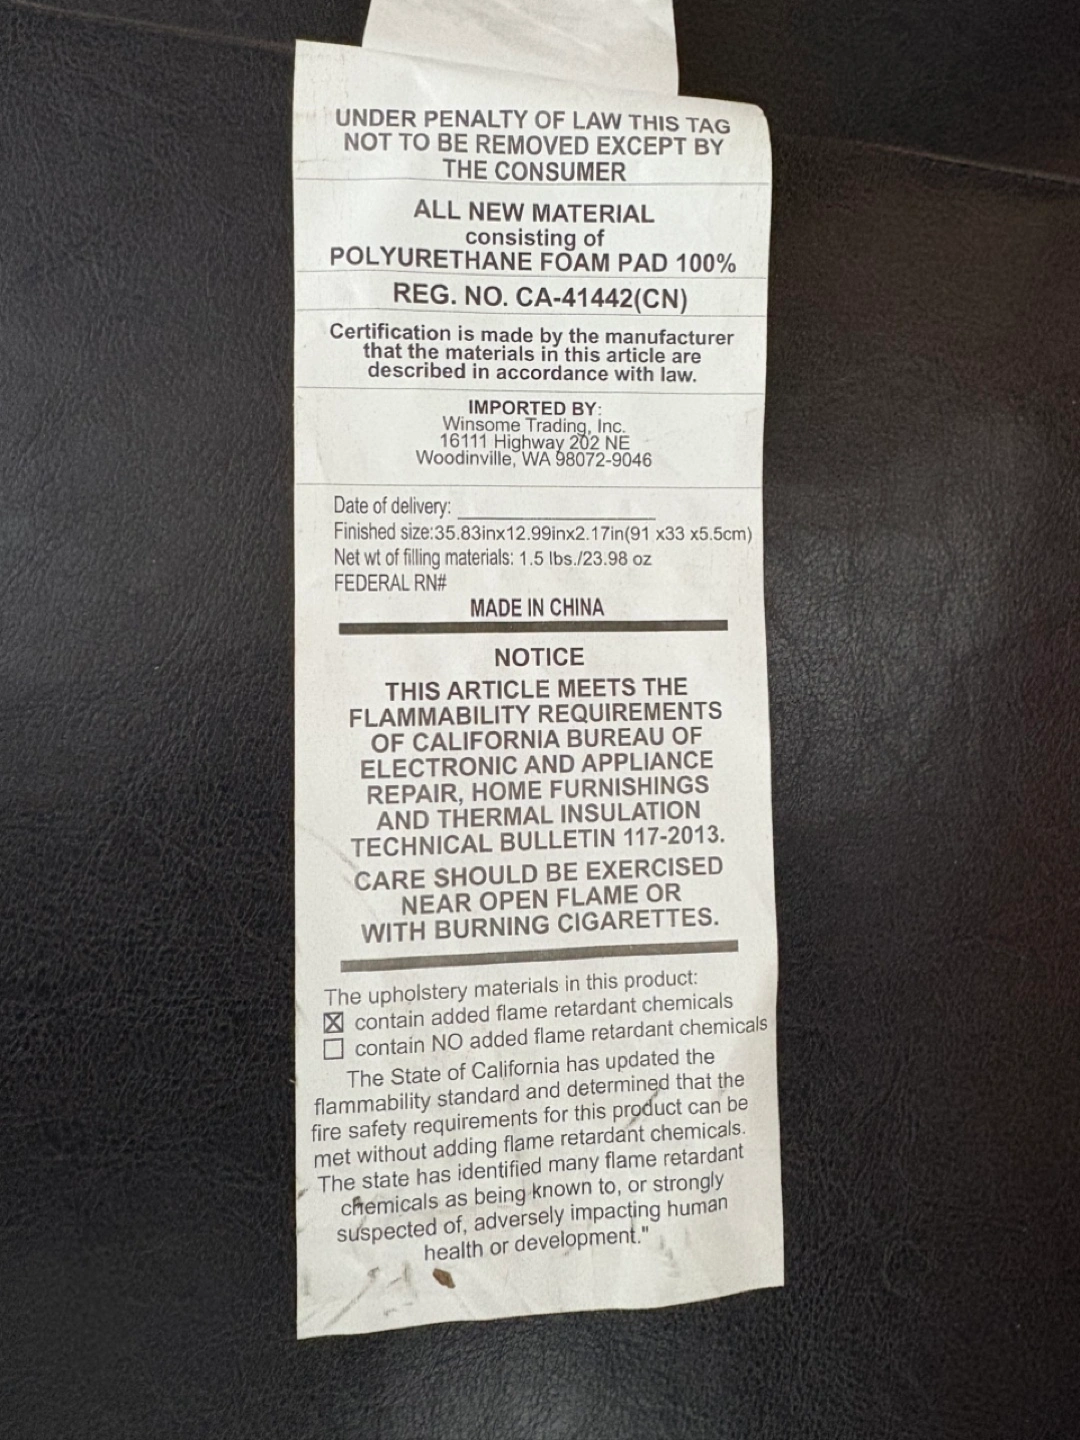 UNDER PENALTY OF LAW THIS TAG
NOT TO BE REMOVED EXCEPT BY
THE CONSUMER
ALL NEW MATERIAL
consisting of
POLYURETHANE FOAM PAD 100%
REG. NO. CA-41442(CN)
Certification is made by the manufacturer
that the materials in this article are
described in accordance with law.
IMPORTED BY:
Winsome Trading, Inc.
16111 Highway 202 NE
Woodinville, WA 98072-9046
Date of delivery:
Finished size:35.83inx12.99inx2.17in(91 x33 x5.5cm)
Net wt of filling materials: 1.5 lbs./23.98 oz
FEDERAL RN#
MADE IN CHINA
NOTICE
THIS ARTICLE MEETS THE
FLAMMABILITY REQUIREMENTS
OF CALIFORNIA BUREAU OF
ELECTRONIC AND APPLIANCE
REPAIR, HOME FURNISHINGS
AND THERMAL INSULATION
TECHNICAL BULLETIN 117-2013.
CARE SHOULD BE EXERCISED
NEAR OPEN FLAME OR
WITH BURNING CIGARETTES.
The upholstery materials in this product:
☒ contain added flame retardant chemicals
☐ contain NO added flame retardant chemicals
The State of California has updated the
flammability standard and determined that the
fire safety requirements for this product can be
met without adding flame retardant chemicals.
The state has identified many flame retardant
chemicals as being known to, or strongly
suspected of, adversely impacting human
health or development."